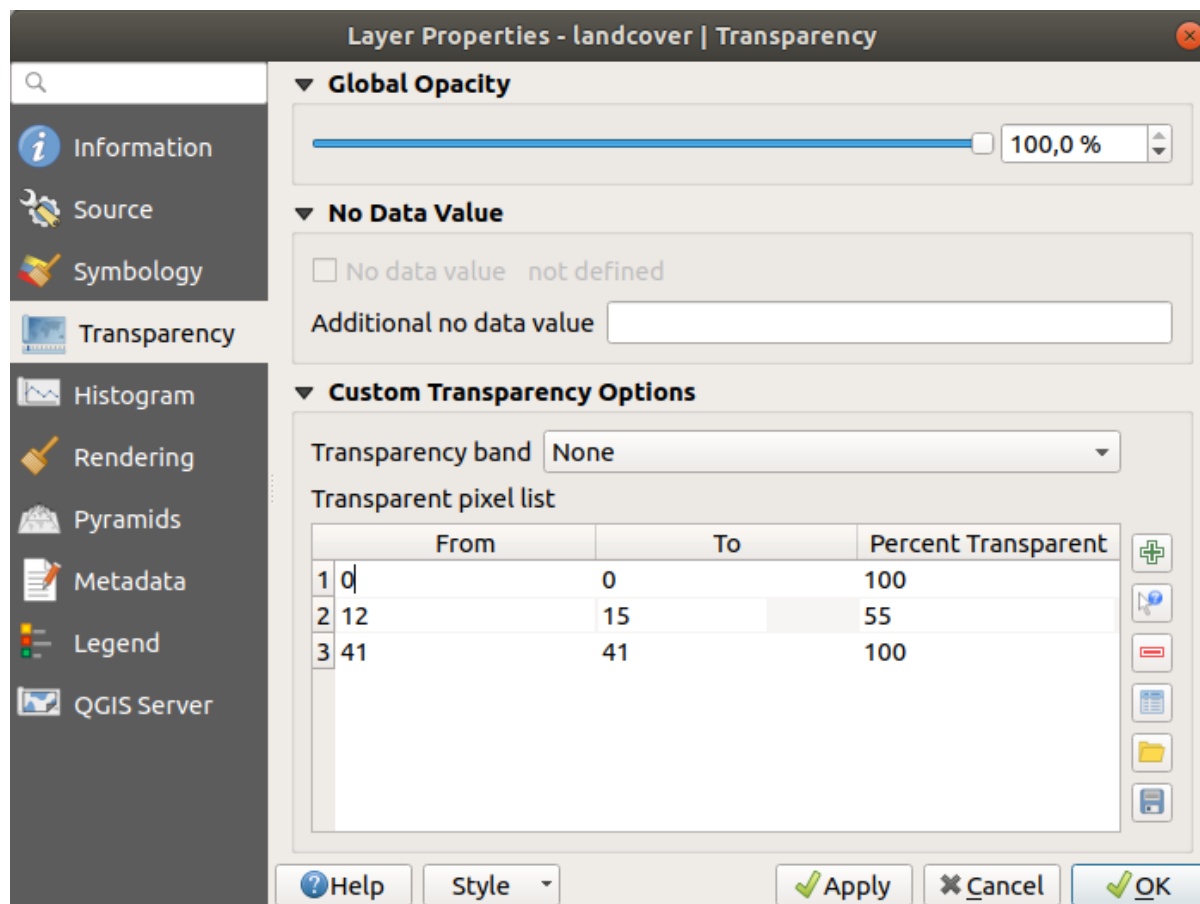 Layer Properties - landcover | Transparency
Information
Source
Symbology
Transparency
Histogram
Rendering
Pyramids
Metadata
Legend
QGIS Server
Global Opacity
100,0 %
No Data Value
No data value not defined
Additional no data value
Custom Transparency Options
Transparency band None
Transparent pixel list
From To Percent Transparent
1 0 0 100
2 12 15 55
3 41 41 100
Help Style Apply Cancel OK